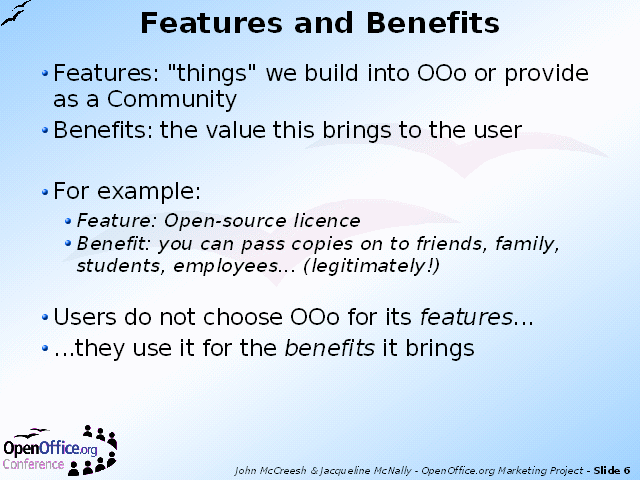 Features and Benefits
Features: "things" we build into OOo or provide
as a Community
Benefits: the value this brings to the user
For example:
Feature: Open-source licence
Benefit: you can pass copies on to friends, family,
students, employees... (legitimately!)
Users do not choose OOo for its features...
...they use it for the benefits it brings
OpenOffice.org
Conference
John McCreesh & Jacqueline McNally - OpenOffice.org Marketing Project - Slide 6